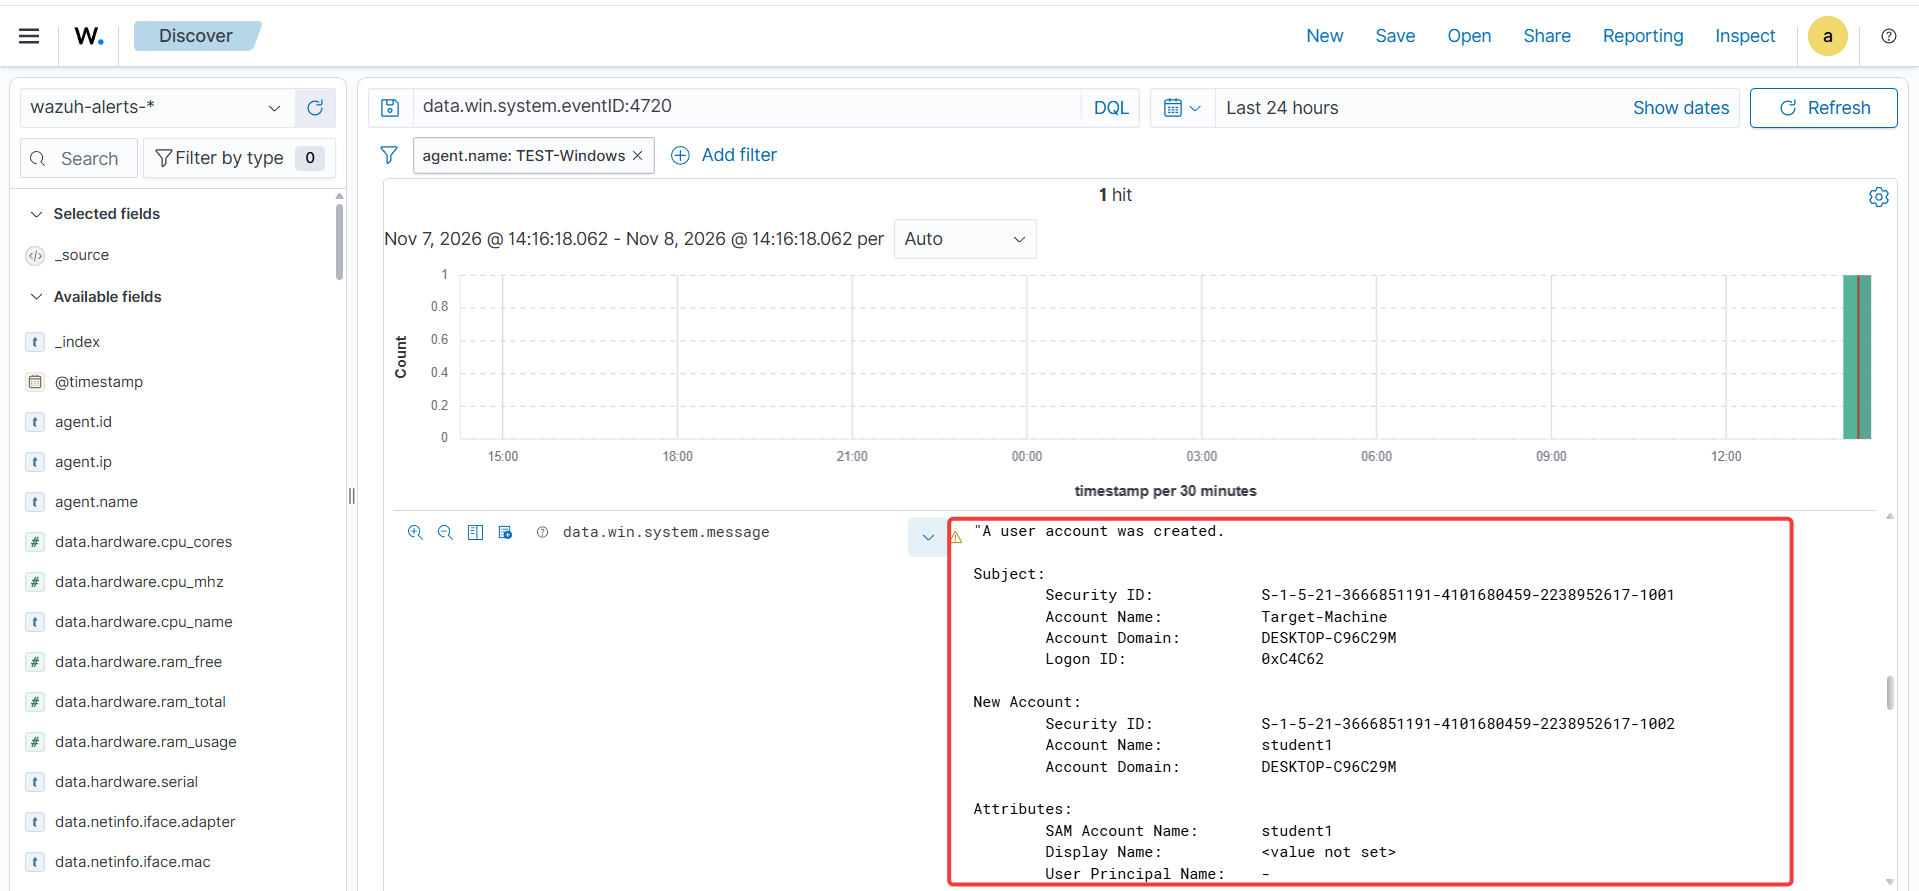 W.
Discover
New Save Open Share Reporting Inspect a
wazuh-alerts-*
data.win.system.eventID:4720
DQL
Last 24 hours
Show dates
Refresh
Search
Filter by type 0
agent.name: TEST-Windows
Add filter
1 hit
Selected fields
_source
Available fields
_index
@timestamp
agent.id
agent.ip
agent.name
data.hardware.cpu_cores
data.hardware.cpu_mhz
data.hardware.cpu_name
data.hardware.ram_free
data.hardware.ram_total
data.hardware.ram_usage
data.hardware.serial
data.netinfo.iface.adapter
data.netinfo.iface.mac
Nov 7, 2026 @ 14:16:18.062 - Nov 8, 2026 @ 14:16:18.062 per Auto
Count
1
0.8
0.6
0.4
0.2
0
15:00 18:00 21:00 00:00 03:00 06:00 09:00 12:00
timestamp per 30 minutes
data.win.system.message
"A user account was created.
Subject:
Security ID: S-1-5-21-3666851191-4101680459-2238952617-1001
Account Name: Target-Machine
Account Domain: DESKTOP-C96C29M
Logon ID: 0xC4C62
New Account:
Security ID: S-1-5-21-3666851191-4101680459-2238952617-1002
Account Name: student1
Account Domain: DESKTOP-C96C29M
Attributes:
SAM Account Name: student1
Display Name: <value not set>
User Principal Name: -